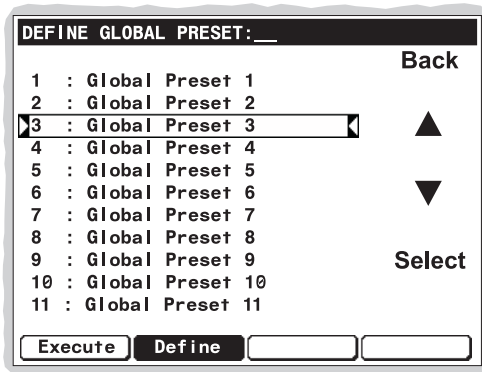 DEFINE GLOBAL PRESET:__
Back
1 : Global Preset 1
2 : Global Preset 2
3 : Global Preset 3
4 : Global Preset 4
5 : Global Preset 5
6 : Global Preset 6
7 : Global Preset 7
8 : Global Preset 8
9 : Global Preset 9
Select
10 : Global Preset 10
11 : Global Preset 11
Execute Define